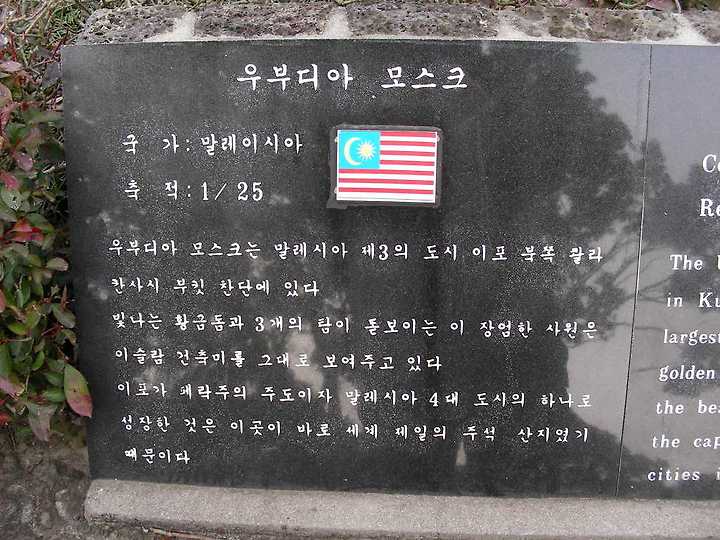 우부디아 모스크
국 가: 말레이시아
축 적: 1/25
우부디아 모스크는 말레시아 제3의 도시 이포 북쪽 콸라
칸사시 부킷 찬단에 있다
빛나는 황금돔과 3개의 탑이 돋보이는 이 장엄한 사원은
이슬람 건축미를 그대로 보여주고 있다
이포가 페락주의 주도이자 말레시아 4대 도시의 하나로
성장한 것은 이곳이 바로 세계 제일의 주석 산지였기
때문이다
The
in
largest
golden
the
the
cities